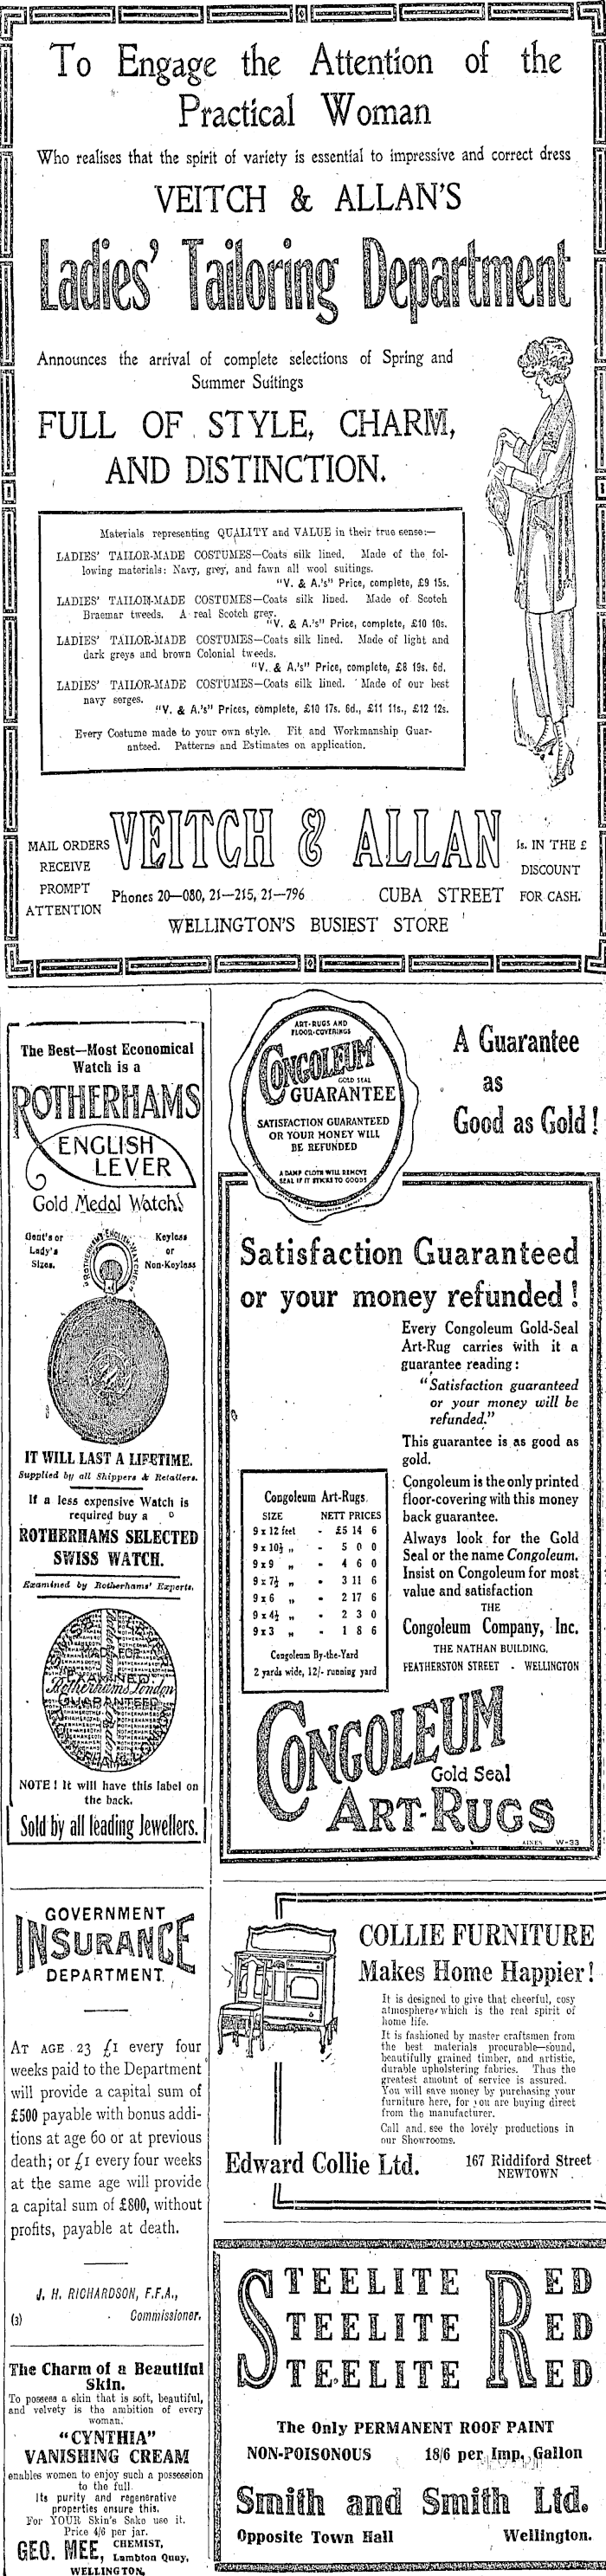 To Engage the Attention of the
Practical Woman
Who realises that the spirit of variety is essential to impressive and correct dress
VEITCH & ALLAN'S
Ladies' Tailoring Department
Announces the arrival of complete selections of Spring and
Summer Suitings
FULL OF STYLE, CHARM,
AND DISTINCTION.
Materials representing QUALITY and VALUE in their true sense:—
LADIES' TAILOR-MADE COSTUMES—Coats silk lined. Made of the fol-
lowing materials: Navy, grey, and fawn all wool suitings.
"V. & A.'s" Price, complete, £9 15s.
LADIES' TAILOR-MADE COSTUMES—Coats silk lined. Made of Scotch
Braemar tweeds. A real Scotch grey.
"V. & A.'s" Price, complete, £10 10s.
LADIES' TAILOR-MADE COSTUMES—Coats silk lined. Made of light and
dark greys and brown Colonial tweeds.
"V. & A.'s" Price, complete, £8 19s. 6d.
LADIES' TAILOR-MADE COSTUMES—Coats silk lined. Made of our best
navy serges.
"V. & A.'s" Prices, complete, £10 17s. 6d., £11 11s., £12 12s.
Every Costume made to your own style. Fit and Workmanship Guar-
anteed. Patterns and Estimates on application.
MAIL ORDERS
RECEIVE
PROMPT
ATTENTION
VEITCH & ALLAN
1s. IN THE £
DISCOUNT
FOR CASH.
Phones 20—080, 21—215, 21—796
CUBA STREET
WELLINGTON'S BUSIEST STORE
The Best—Most Economical
Watch is a
ROTHERHAMS
ENGLISH
LEVER
Gold Medal Watch!
Gent's or
Lady's
Sizes.
Keyless
or
Non-Keyless
IT WILL LAST A LIFETIME.
Supplied by all Shippers & Retailers.
If a less expensive Watch is
required buy a
ROTHERHAMS SELECTED
SWISS WATCH.
Examined by Rotherhams' Experts.
MADE FOR
EXAMINED
Rotherhams London
GUARANTEED
NOTE! It will have this label on
the back.
Sold by all leading Jewellers.
GOVERNMENT
INSURANCE
DEPARTMENT.
AT AGE 23 £1 every four
weeks paid to the Department
will provide a capital sum of
£500 payable with bonus addi-
tions at age 60 or at previous
death; or £1 every four weeks
at the same age will provide
a capital sum of £800, without
profits, payable at death.
J. H. RICHARDSON, F.F.A.,
(3) Commissioner.
The Charm of a Beautiful
Skin.
To possess a skin that is soft, beautiful,
and velvety is the ambition of every
woman.
"CYNTHIA"
VANISHING CREAM
enables women to enjoy such a possession
to the full.
Its purity and regenerative
properties ensure this.
For YOUR Skin's Sake use it.
Price 4/6 per jar.
GEO. MEE, CHEMIST,
Lambton Quay,
WELLINGTON.
ART-RUGS AND
FLOOR-COVERINGS
CONGOLEUM
GOLD SEAL
GUARANTEE
SATISFACTION GUARANTEED
OR YOUR MONEY WILL
BE REFUNDED
A DAMP CLOTH WILL REMOVE
SEAL IF IT STICKS TO GOODS
A Guarantee
as
Good as Gold!
Satisfaction Guaranteed
or your money refunded!
Every Congoleum Gold-Seal
Art-Rug carries with it a
guarantee reading:
"Satisfaction guaranteed
or your money will be
refunded."
This guarantee is as good as
gold.
Congoleum is the only printed
floor-covering with this money
back guarantee.
Always look for the Gold
Seal or the name Congoleum.
Insist on Congoleum for most
value and satisfaction
THE
Congoleum Company, Inc.
THE NATHAN BUILDING,
FEATHERSTON STREET - WELLINGTON
Congoleum Art-Rugs.
SIZE NETT PRICES
9 x 12 feet - £5 14 6
9 x 10½ „ - 5 0 0
9 x 9 „ - 4 6 0
9 x 7½ „ - 3 11 6
9 x 6 „ - 2 17 6
9 x 4½ „ - 2 3 0
9 x 3 „ - 1 8 6
Congoleum By-the-Yard
2 yards wide, 12/- running yard
CONGOLEUM
Gold Seal
ART-RUGS
W-33
COLLIE FURNITURE
Makes Home Happier!
It is designed to give that cheerful, cosy
atmosphere which is the real spirit of
home life.
It is fashioned by master craftsmen from
the best materials procurable—sound,
beautifully grained timber, and artistic,
durable upholstering fabrics. Thus the
greatest amount of service is assured.
You will save money by purchasing your
furniture here, for you are buying direct
from the manufacturer.
Call and see the lovely productions in
our Showrooms.
Edward Collie Ltd.
167 Riddiford Street
NEWTOWN
STEELITE RED
STEELITE RED
STEELITE RED
The Only PERMANENT ROOF PAINT
NON-POISONOUS 18/6 per Imp. Gallon
Smith and Smith Ltd.
Opposite Town Hall Wellington.